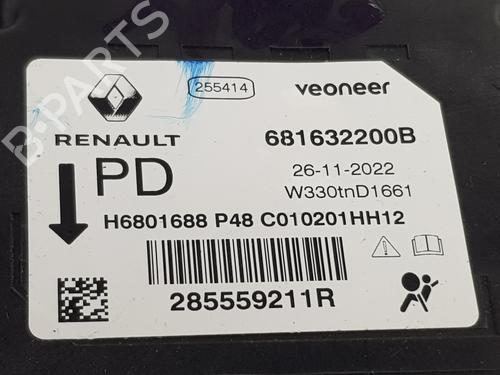 255414
veoneer
RENAULT
681632200B
PD
26-11-2022
W330tnD1661
H6801688 P48 C010201HH12
285559211R
B-PARTS